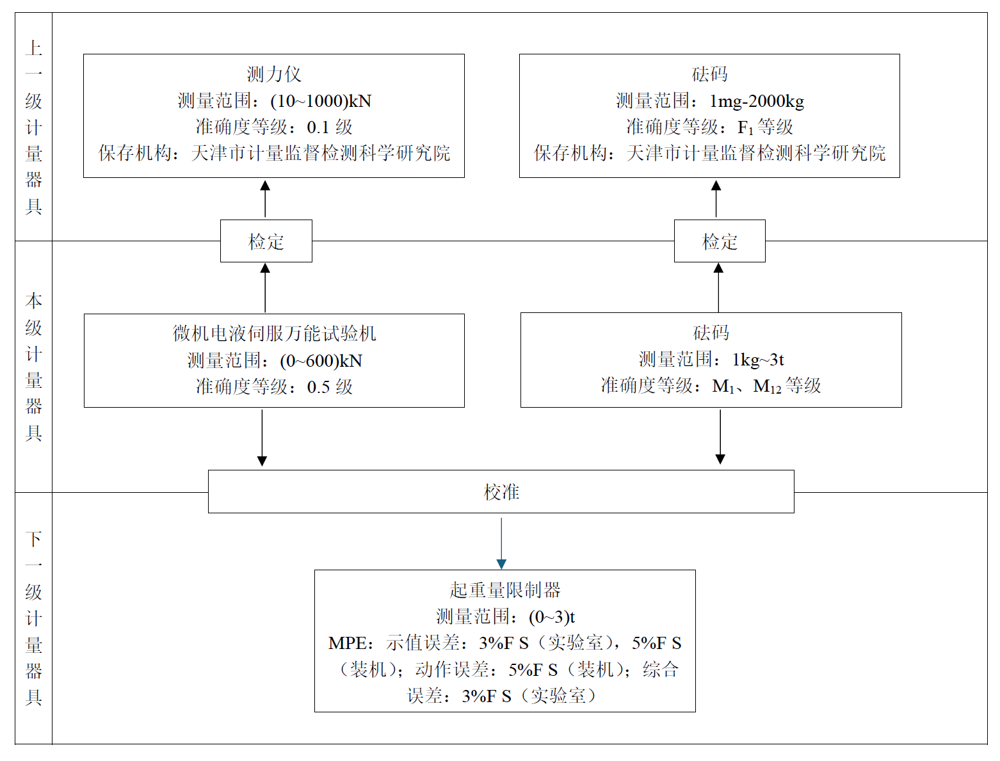 上一级计量器具
测力仪
测量范围：(10~1000)kN
准确度等级：0.1 级
保存机构：天津市计量监督检测科学研究院
砝码
测量范围：1mg-2000kg
准确度等级：F₁等级
保存机构：天津市计量监督检测科学研究院
检定
检定
本级计量器具
微机电液伺服万能试验机
测量范围：(0~600)kN
准确度等级：0.5 级
砝码
测量范围：1kg~3t
准确度等级：M₁、M₁₂等级
校准
下一级计量器具
起重量限制器
测量范围：(0~3)t
MPE：示值误差：3%F S（实验室），5%F S
（装机）；动作误差：5%F S（装机）；综合
误差：3%F S（实验室）